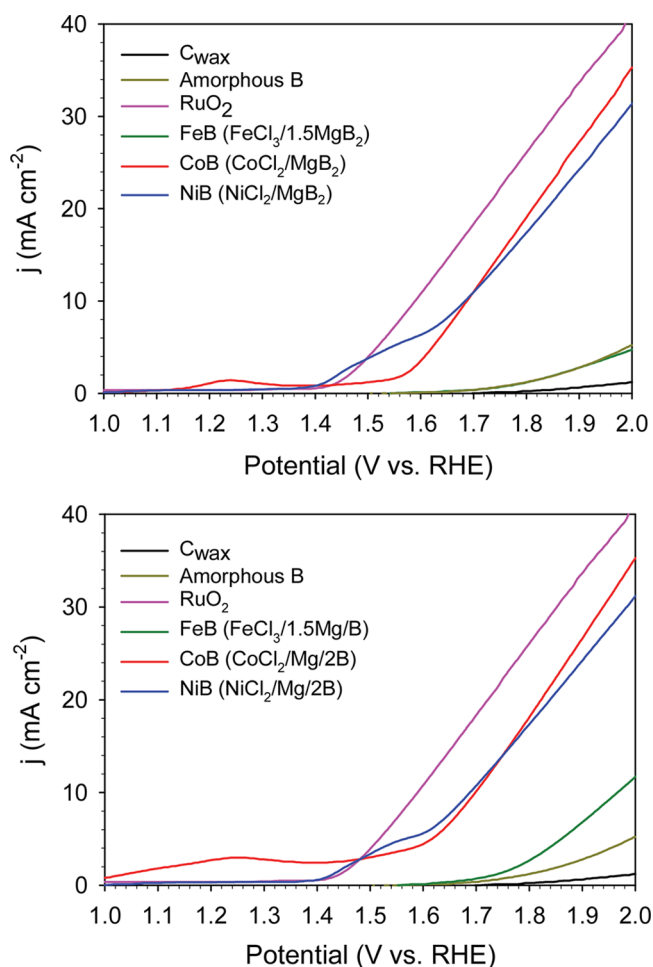 40
30
20
10
0
j (mA cm⁻²)
C_wax
Amorphous B
RuO₂
FeB (FeCl₃/1.5MgB₂)
CoB (CoCl₂/MgB₂)
NiB (NiCl₂/MgB₂)
1.0 1.1 1.2 1.3 1.4 1.5 1.6 1.7 1.8 1.9 2.0
Potential (V vs. RHE)
40
30
20
10
0
j (mA cm⁻²)
C_wax
Amorphous B
RuO₂
FeB (FeCl₃/1.5Mg/B)
CoB (CoCl₂/Mg/2B)
NiB (NiCl₂/Mg/2B)
1.0 1.1 1.2 1.3 1.4 1.5 1.6 1.7 1.8 1.9 2.0
Potential (V vs. RHE)